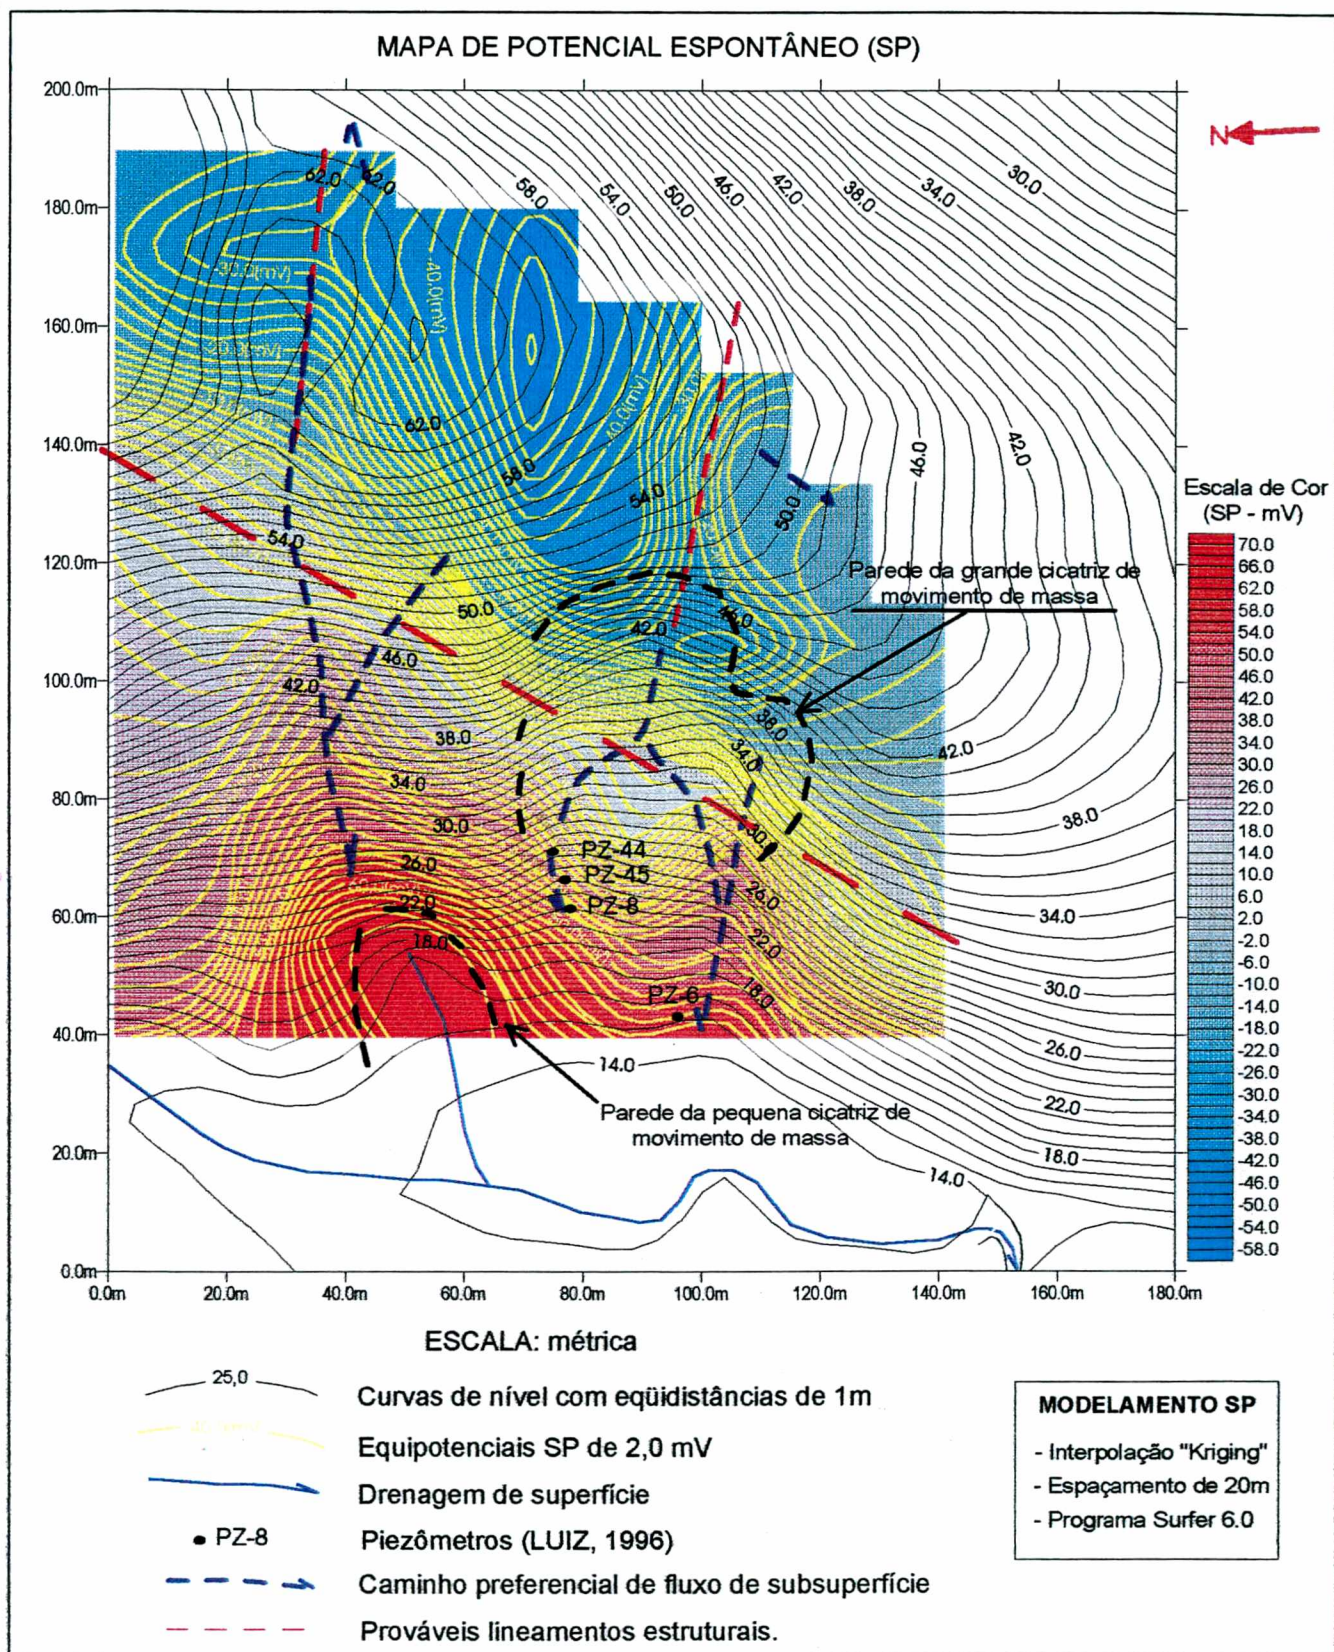 MAPA DE POTENCIAL ESPONTÂNEO (SP)
200.0m
180.0m
160.0m
140.0m
120.0m
100.0m
80.0m
60.0m
40.0m
20.0m
0.0m
0.0m 20.0m 40.0m 60.0m 80.0m 100.0m 120.0m 140.0m 160.0m 180.0m
N
62.0 62.0 58.0 54.0 50.0 46.0 42.0 38.0 34.0 30.0
-30.0(mV)
-40.0(mV)
62.0
58.0
54.0
50.0
46.0
42.0
54.0
50.0
46.0
42.0
42.0
38.0
38.0
34.0
34.0
30.0
30.0
42.0
38.0
34.0
26.0
26.0
22.0
22.0
18.0
18.0
30.0
26.0
22.0
18.0
14.0
14.0
Parede da grande cicatriz de
movimento de massa
PZ-44
PZ-45
PZ-8
PZ-6
Parede da pequena cicatriz de
movimento de massa
Escala de Cor
(SP - mV)
70.0
66.0
62.0
58.0
54.0
50.0
46.0
42.0
38.0
34.0
30.0
26.0
22.0
18.0
14.0
10.0
6.0
2.0
-2.0
-6.0
-10.0
-14.0
-18.0
-22.0
-26.0
-30.0
-34.0
-38.0
-42.0
-46.0
-50.0
-54.0
-58.0
ESCALA: métrica
25,0
Curvas de nível com eqüidistâncias de 1m
Equipotenciais SP de 2,0 mV
Drenagem de superfície
PZ-8
Piezômetros (LUIZ, 1996)
Caminho preferencial de fluxo de subsuperfície
Prováveis lineamentos estruturais.
MODELAMENTO SP
- Interpolação "Kriging"
- Espaçamento de 20m
- Programa Surfer 6.0